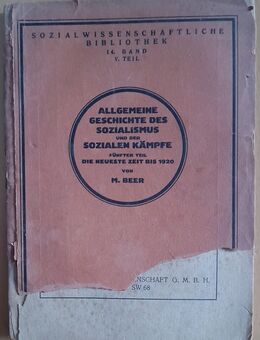 SOZIALWISSENSCHAFTLICHE
BIBLIOTHEK
14. BAND
V. TEIL
ALLGEMEINE
GESCHICHTE DES
SOZIALISMUS
UND DER
SOZIALEN KÄMPFE
FÜNFTER TEIL
DIE NEUESTE ZEIT BIS 1920
VON
M. BEER
NSCHAFT G. M. B. H.
SW 68